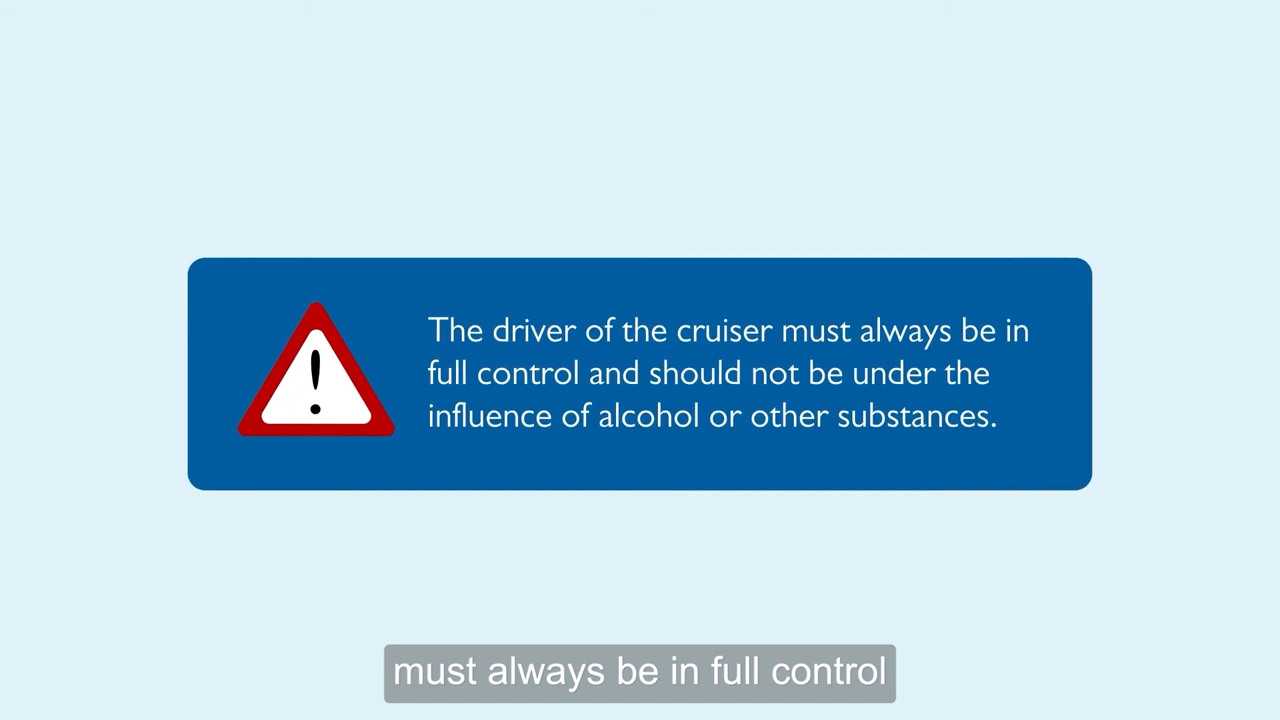 The driver of the cruiser must always be in
full control and should not be under the
influence of alcohol or other substances.
must always be in full control